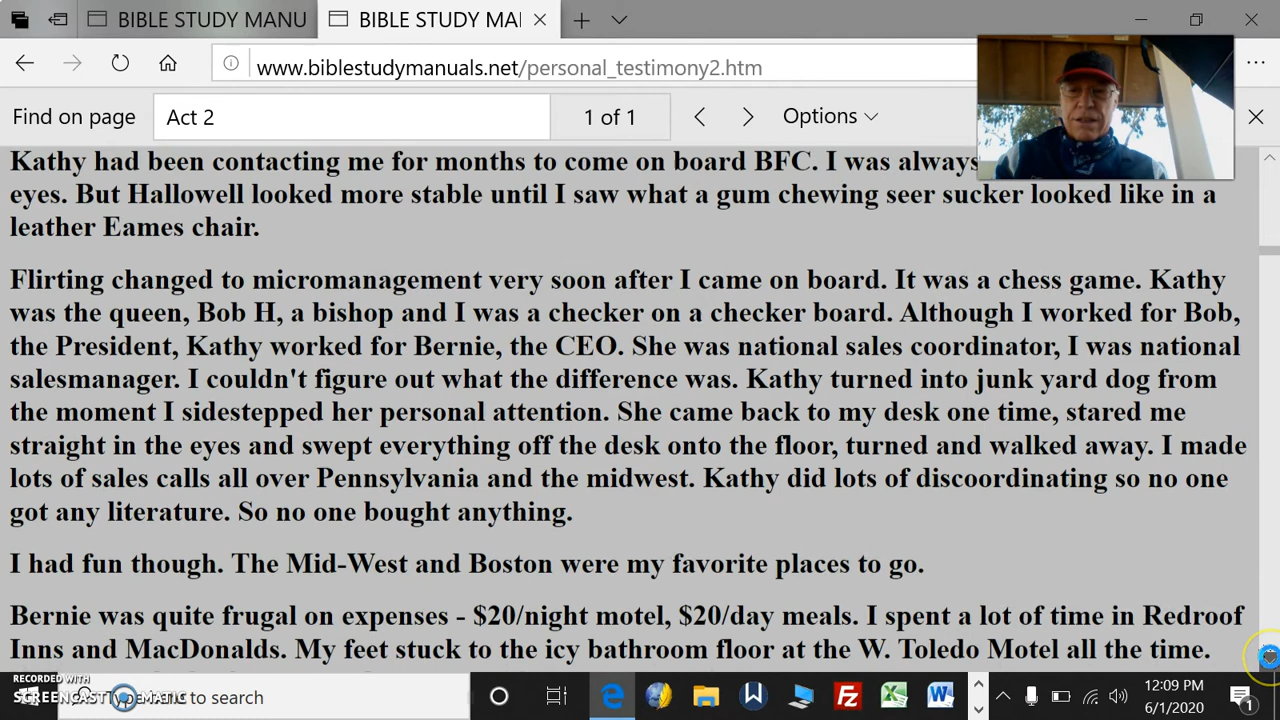 BIBLE STUDY MANU
BIBLE STUDY MAI
www.biblestudymanuals.net/personal_testimony2.htm
Find on page
Act 2
1 of 1
Options
Kathy had been contacting me for months to come on board BFC. I was always
eyes. But Hallowell looked more stable until I saw what a gum chewing seer sucker looked like in a
leather Eames chair.
Flirting changed to micromanagement very soon after I came on board. It was a chess game. Kathy
was the queen, Bob H, a bishop and I was a checker on a checker board. Although I worked for Bob,
the President, Kathy worked for Bernie, the CEO. She was national sales coordinator, I was national
salesmanager. I couldn't figure out what the difference was. Kathy turned into junk yard dog from
the moment I sidestepped her personal attention. She came back to my desk one time, stared me
straight in the eyes and swept everything off the desk onto the floor, turned and walked away. I made
lots of sales calls all over Pennsylvania and the midwest. Kathy did lots of discoordinating so no one
got any literature. So no one bought anything.
I had fun though. The Mid-West and Boston were my favorite places to go.
Bernie was quite frugal on expenses - $20/night motel, $20/day meals. I spent a lot of time in Redroof
Inns and MacDonalds. My feet stuck to the icy bathroom floor at the W. Toledo Motel all the time.
RECORDED WITH
SCREENCAST MATIC
Type here to search
12:09 PM
6/1/2020
1